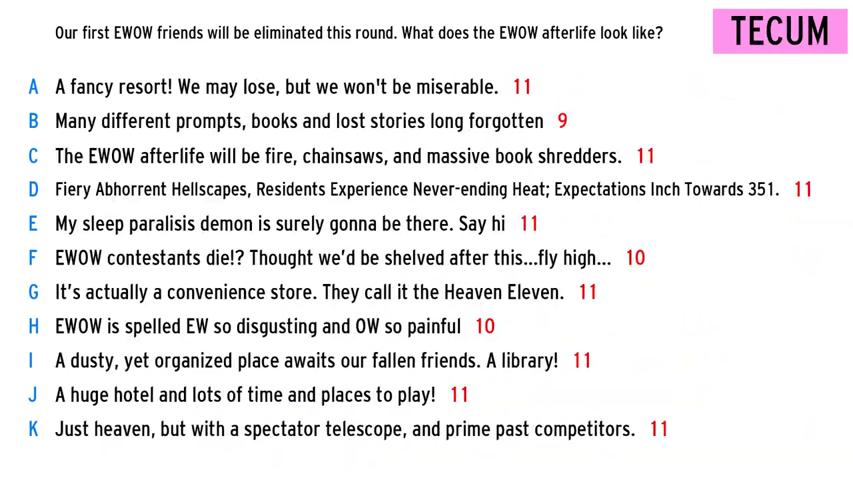 Our first EWOW friends will be eliminated this round. What does the EWOW afterlife look like?
TECUM
A A fancy resort! We may lose, but we won't be miserable. 11
B Many different prompts, books and lost stories long forgotten 9
C The EWOW afterlife will be fire, chainsaws, and massive book shredders. 11
D Fiery Abhorrent Hellscapes, Residents Experience Never-ending Heat; Expectations Inch Towards 351. 11
E My sleep paralisis demon is surely gonna be there. Say hi 11
F EWOW contestants die!? Thought we'd be shelved after this...fly high... 10
G It's actually a convenience store. They call it the Heaven Eleven. 11
H EWOW is spelled EW so disgusting and OW so painful 10
I A dusty, yet organized place awaits our fallen friends. A library! 11
J A huge hotel and lots of time and places to play! 11
K Just heaven, but with a spectator telescope, and prime past competitors. 11